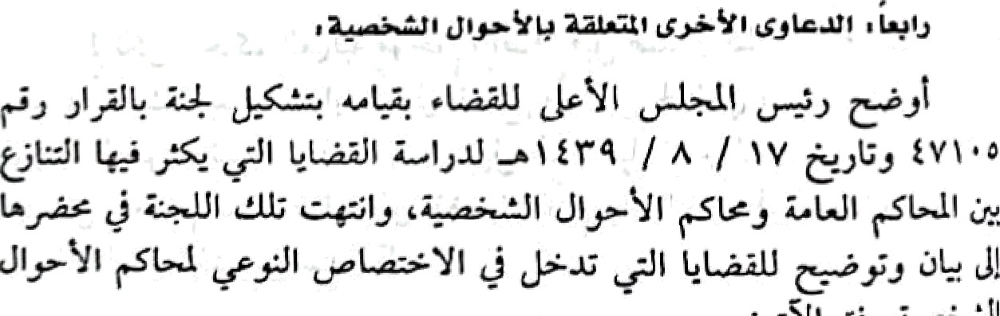 رابعاً: الدعاوى الأخرى المتعلقة بالأحوال الشخصية:
أوضح رئيس المجلس الأعلى للقضاء بقيامه بتشكيل لجنة بالقرار رقم
٤٧١٠٥ وتاريخ ١٧ / ٨ / ١٤٣٩هـ لدراسة القضايا التي يكثر فيها التنازع
بين المحاكم العامة ومحاكم الأحوال الشخصية، وانتهت تلك اللجنة في محضرها
إلى بيان وتوضيح للقضايا التي تدخل في الاختصاص النوعي لمحاكم الأحوال